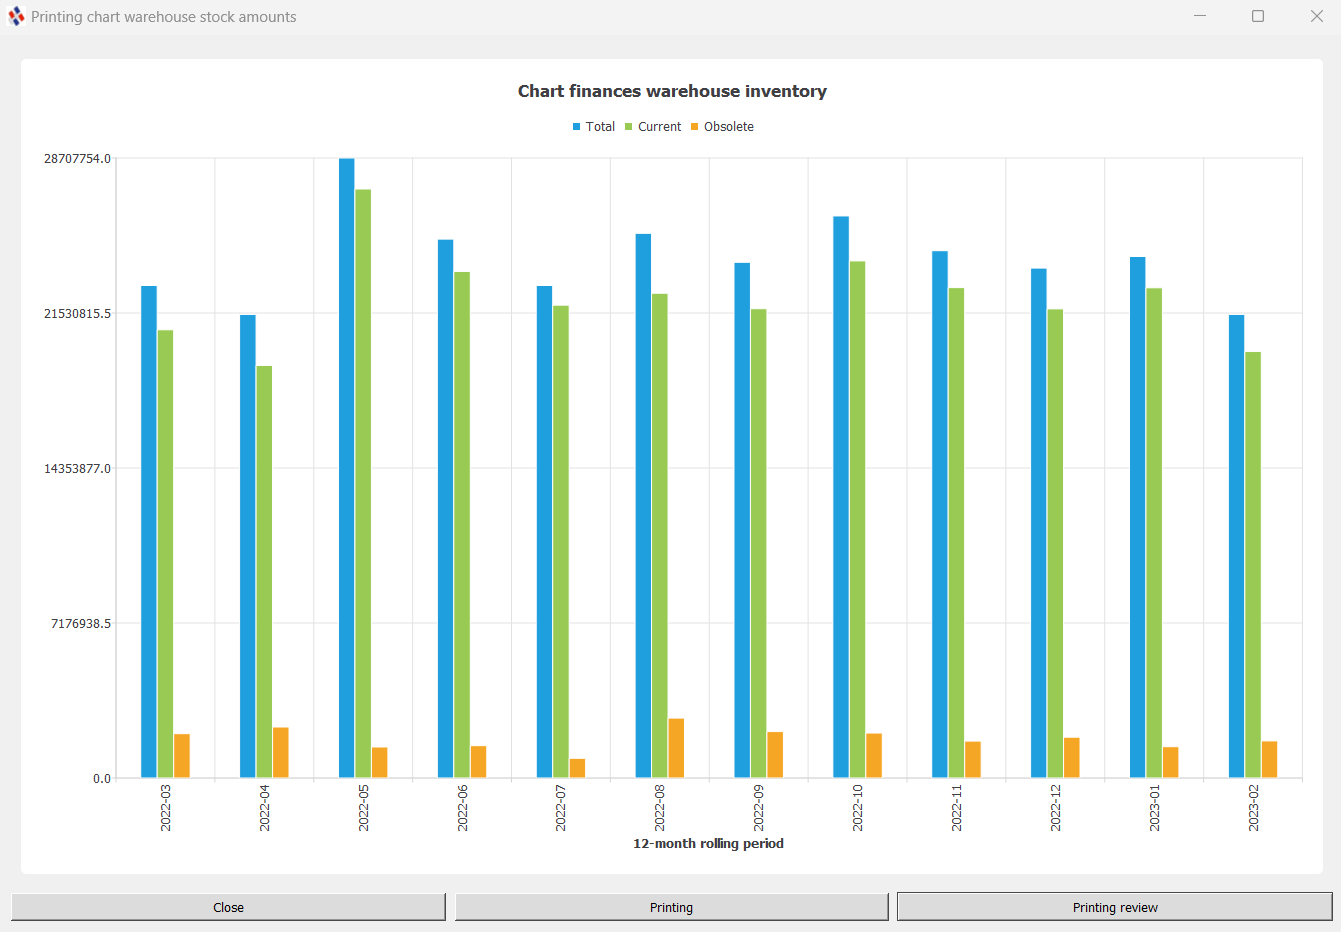 Printing chart warehouse stock amounts
Chart finances warehouse inventory
Total Current Obsolete
28707754.0
21530815.5
14353877.0
7176938.5
0.0
2022-03 2022-04 2022-05 2022-06 2022-07 2022-08 2022-09 2022-10 2022-11 2022-12 2023-01 2023-02
12-month rolling period
Close Printing Printing review